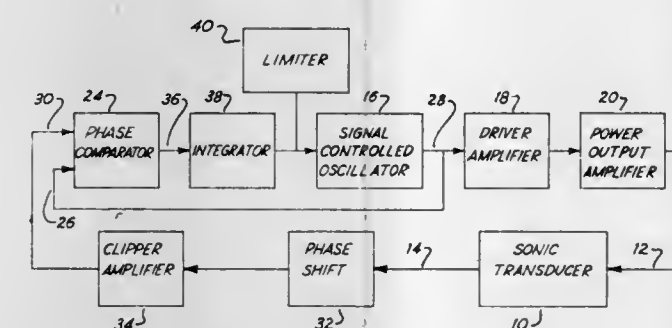 40
LIMITER
30
24
36
38
16
28
18
20
PHASE
COMPARATOR
INTEGRATOR
SIGNAL
CONTROLLED
OSCILLATOR
DRIVER
AMPLIFIER
POWER
OUTPUT
AMPLIFIER
26
CLIPPER
AMPLIFIER
PHASE
SHIFT
14
SONIC
TRANSDUCER
12
34
32
10